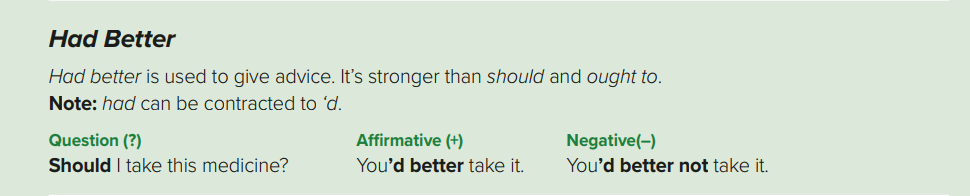 Had Better
Had better is used to give advice. It’s stronger than should and ought to.
Note: had can be contracted to ‘d.
Question (?) Affirmative (+) Negative(–)
Should I take this medicine? You’d better take it. You’d better not take it.